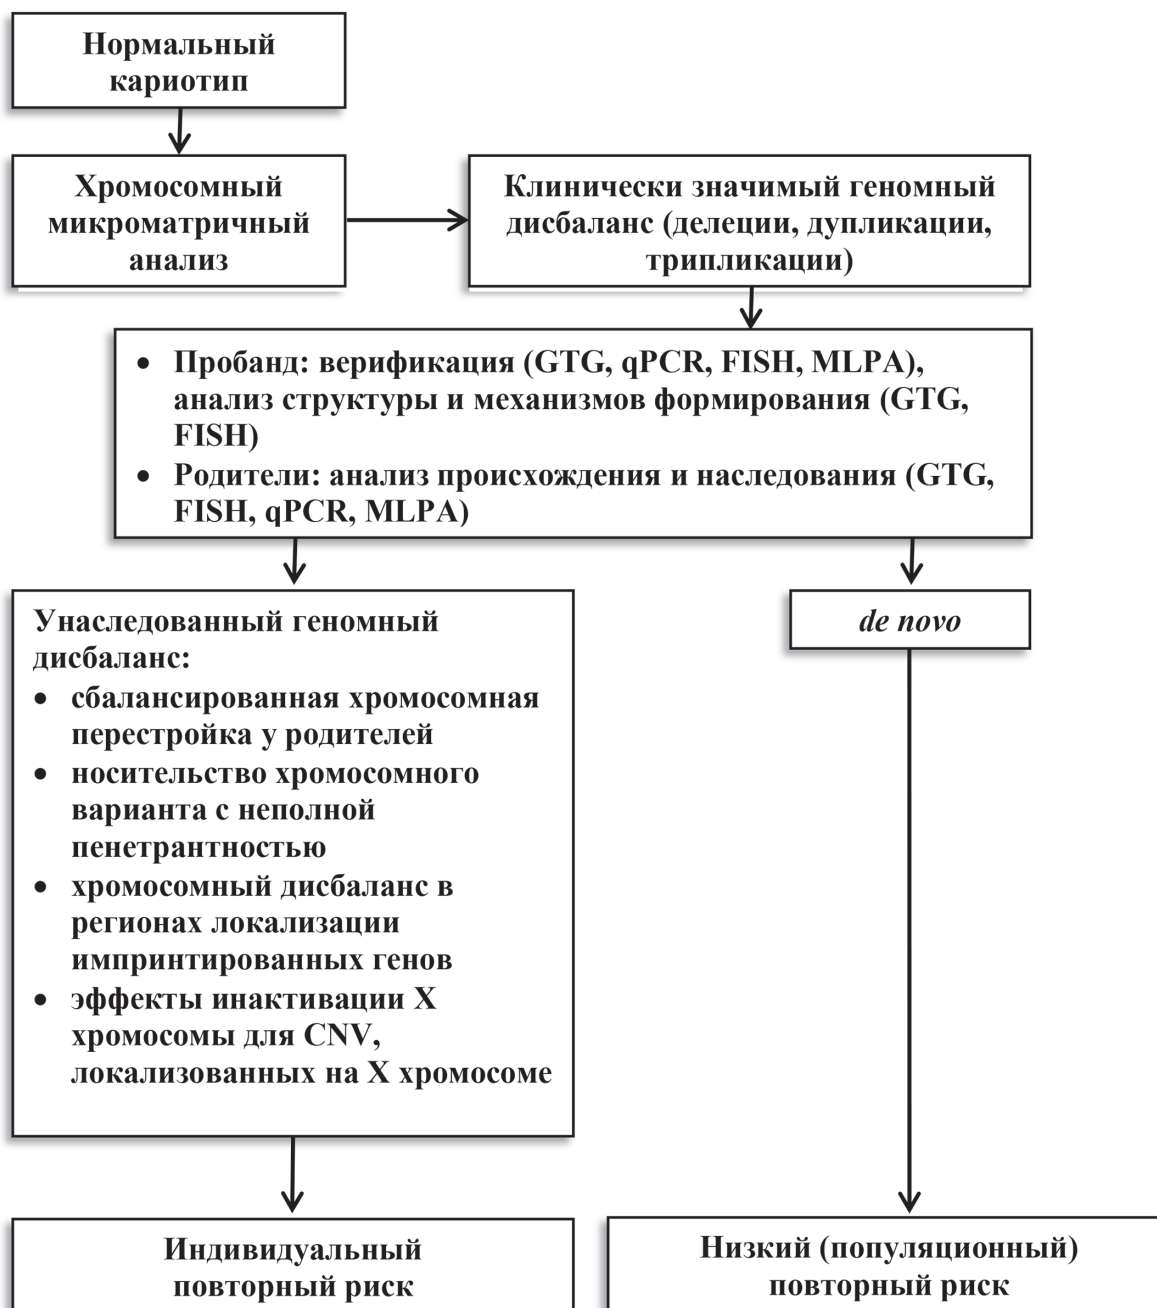 Нормальный
кариотип
Хромосомный
микроматричный
анализ
Клинически значимый геномный
дисбаланс (делеции, дупликации,
трипликации)
• Пробанд: верификация (GTG, qPCR, FISH, MLPA),
анализ структуры и механизмов формирования (GTG,
FISH)
• Родители: анализ происхождения и наследования (GTG,
FISH, qPCR, MLPA)
Унаследованный геномный
дисбаланс:
• сбалансированная хромосомная
перестройка у родителей
• носительство хромосомного
варианта с неполной
пенетрантностью
• хромосомный дисбаланс в
регионах локализации
импринтированных генов
• эффекты инактивации X
хромосомы для CNV,
локализованных на X хромосоме
de novo
Индивидуальный
повторный риск
Низкий (популяционный)
повторный риск